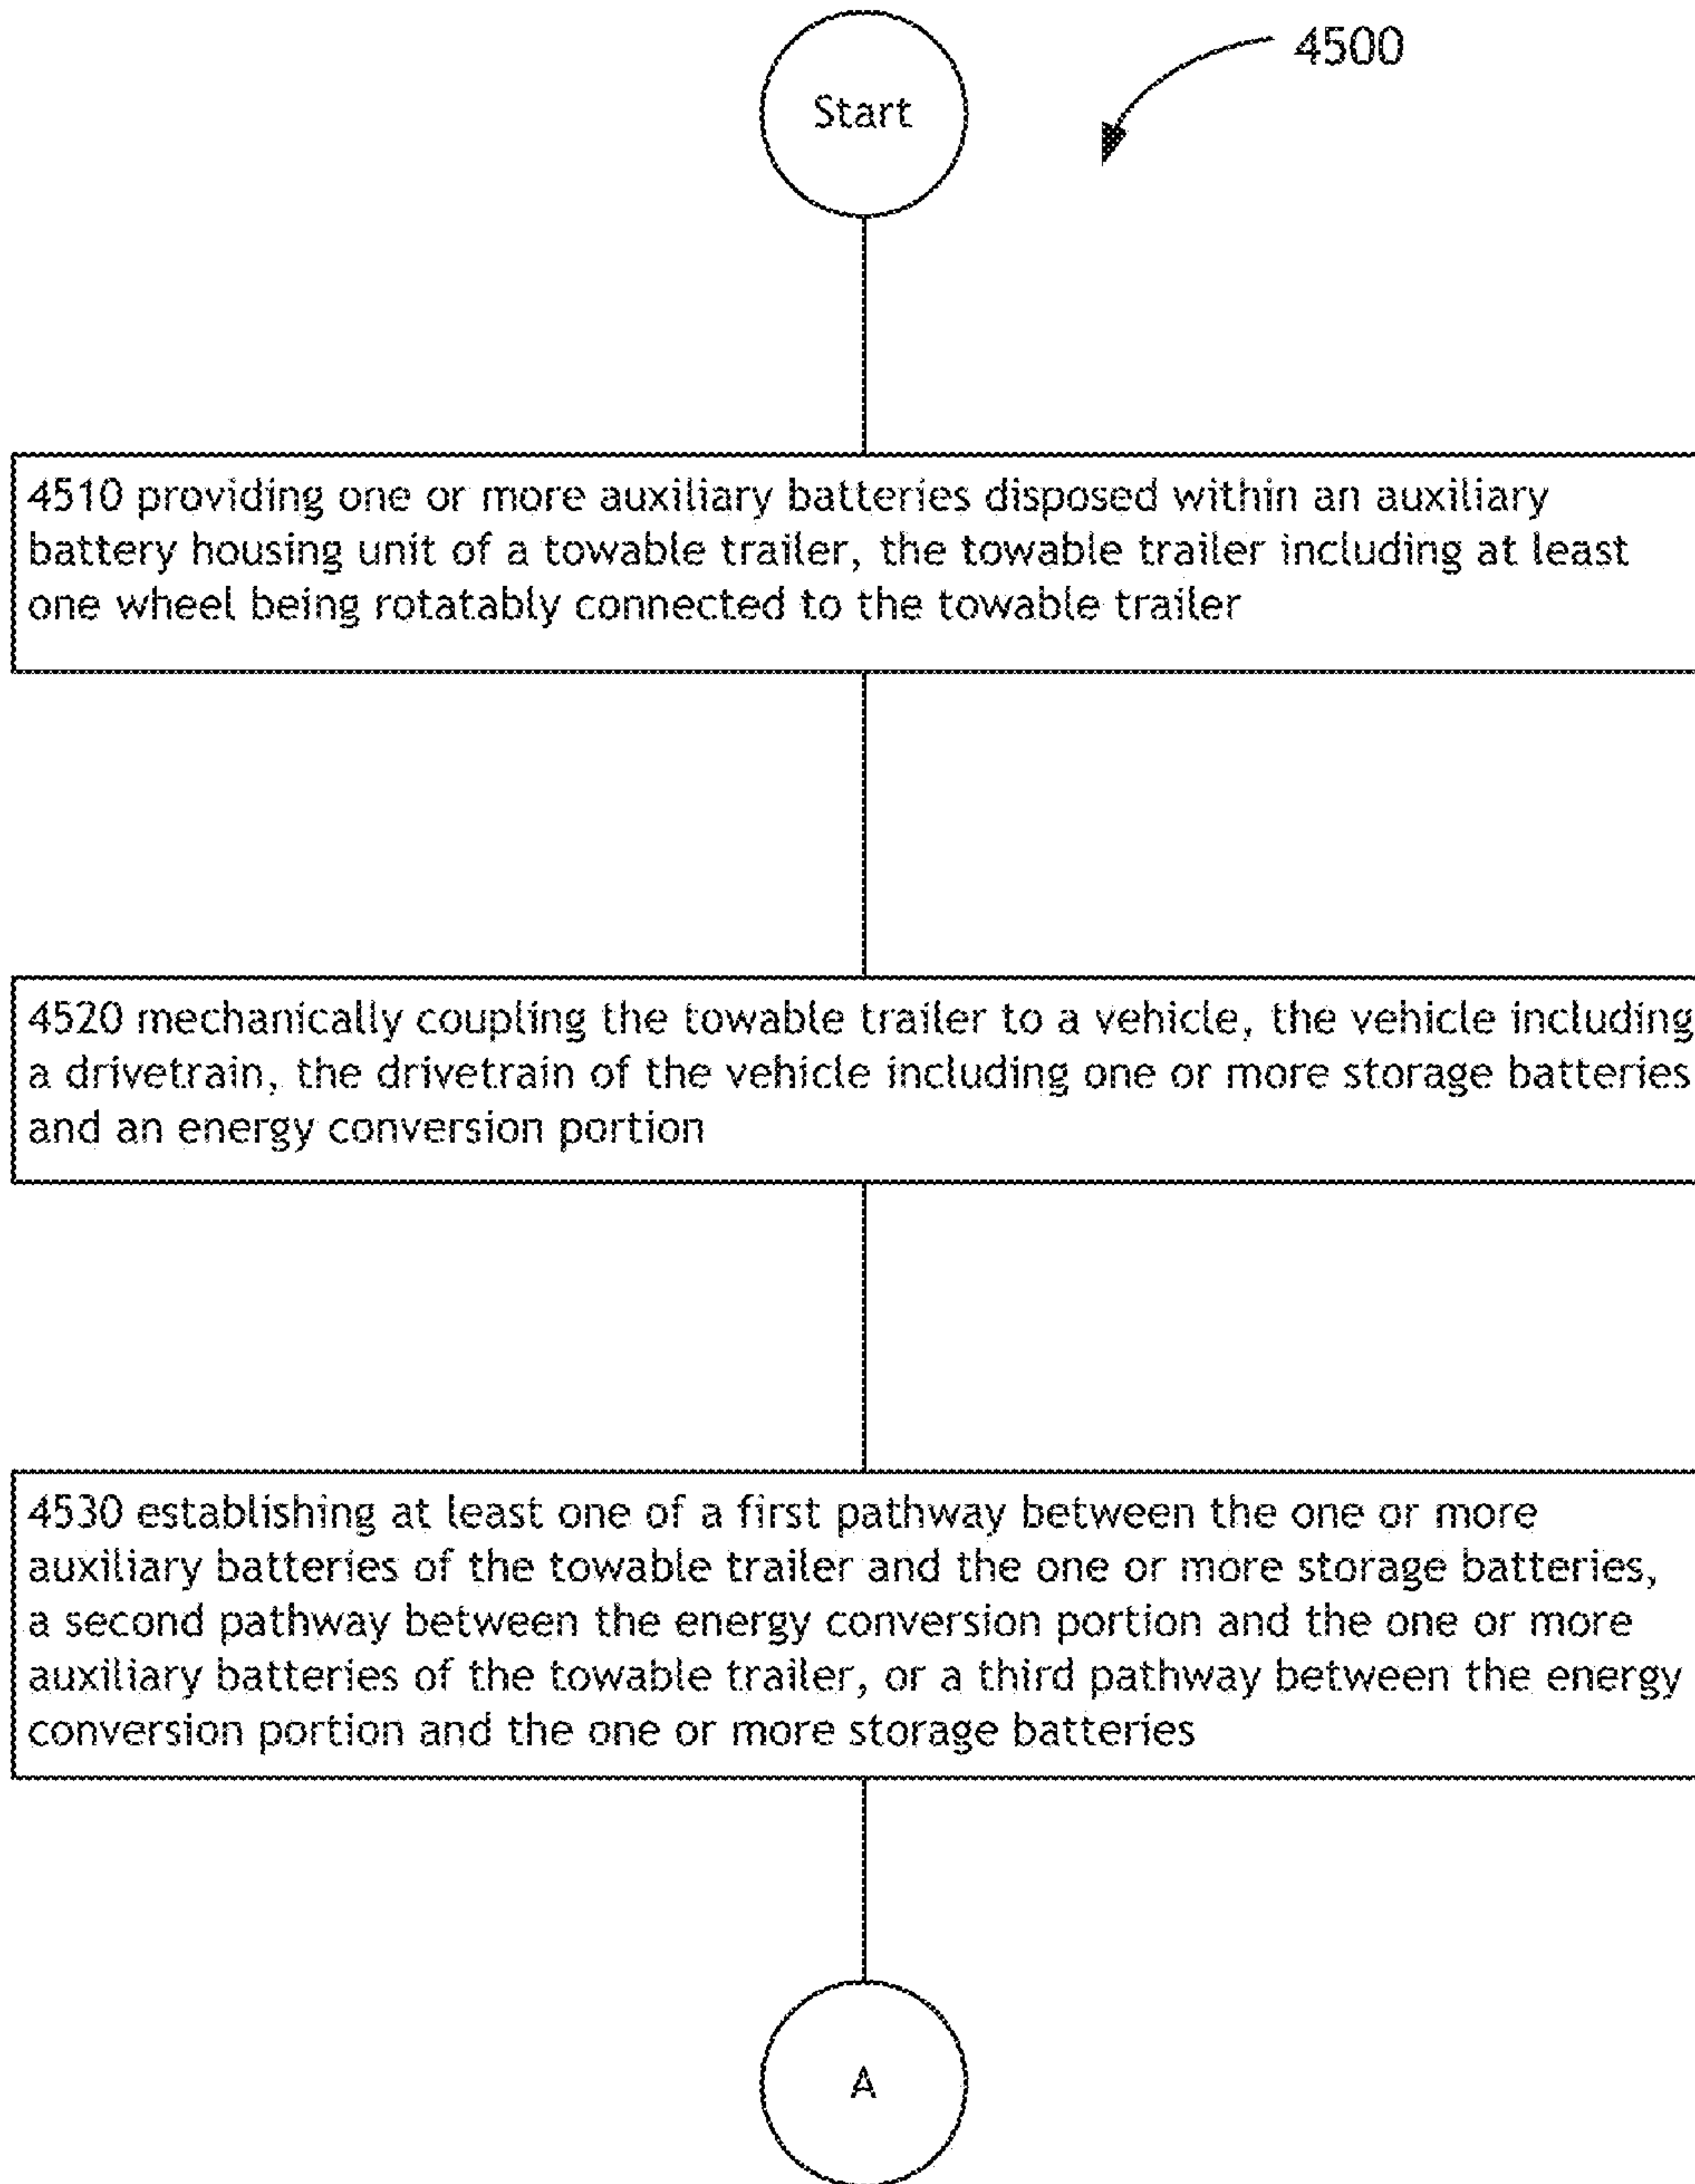 4500
Start
4510 providing one or more auxiliary batteries disposed within an auxiliary
battery housing unit of a towable trailer, the towable trailer including at least
one wheel being rotatably connected to the towable trailer
4520 mechanically coupling the towable trailer to a vehicle, the vehicle including
a drivetrain, the drivetrain of the vehicle including one or more storage batteries
and an energy conversion portion
4530 establishing at least one of a first pathway between the one or more
auxiliary batteries of the towable trailer and the one or more storage batteries,
a second pathway between the energy conversion portion and the one or more
auxiliary batteries of the towable trailer, or a third pathway between the energy
conversion portion and the one or more storage batteries
A